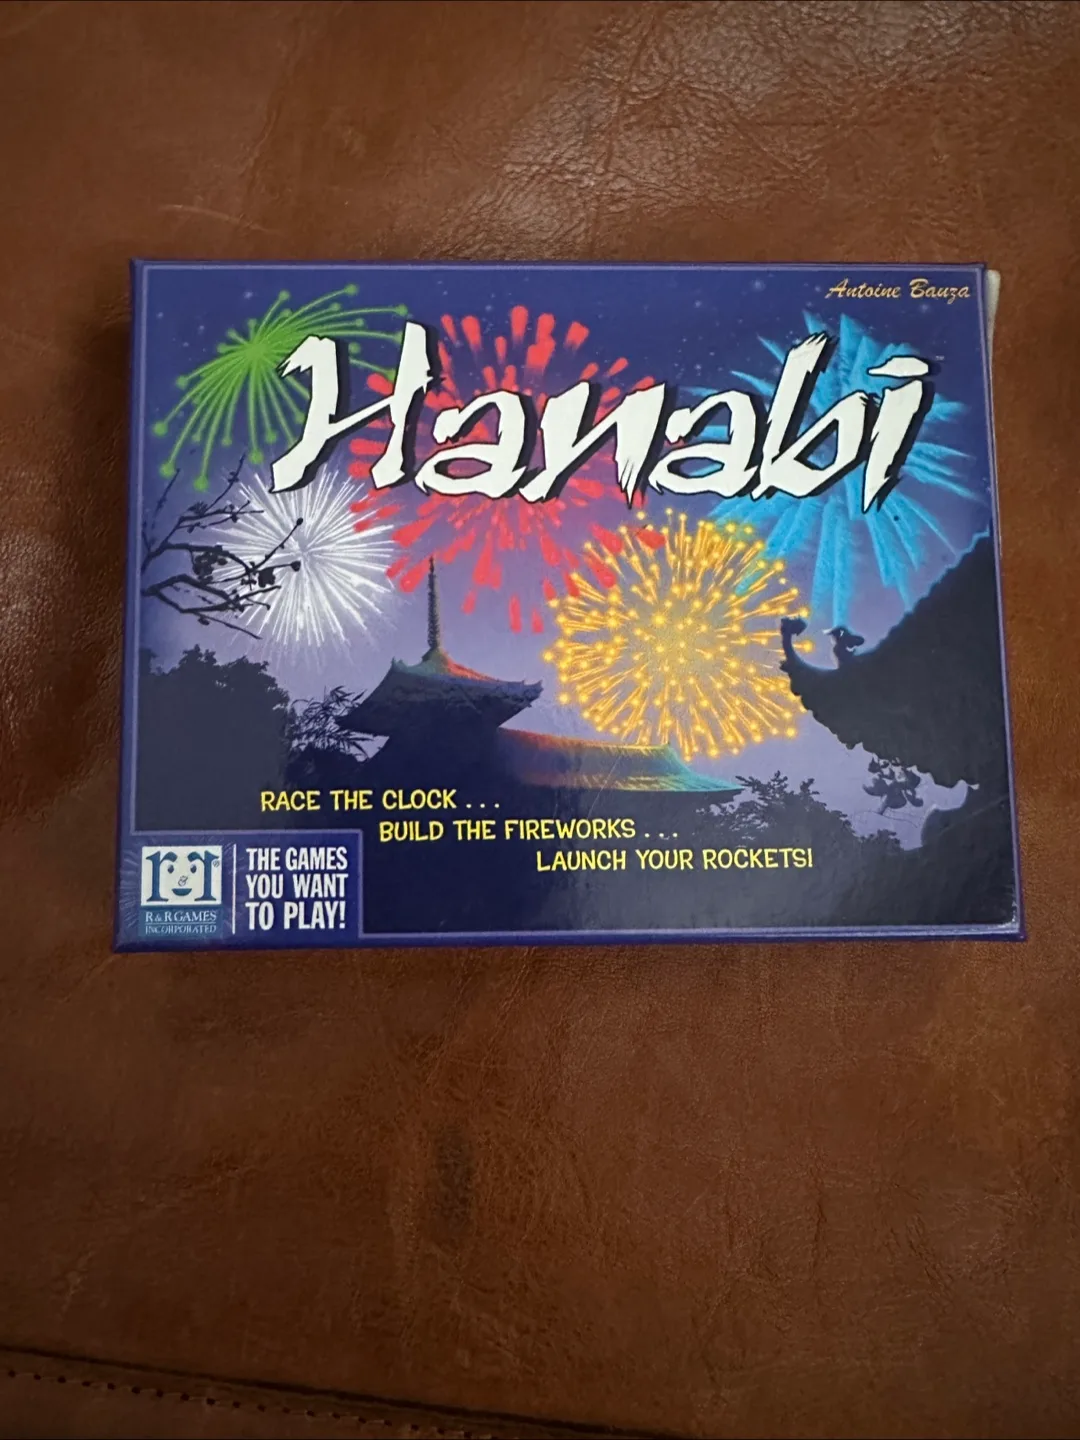 Antoine Bauza
Hanabi
RACE THE CLOCK . . .
BUILD THE FIREWORKS . . .
LAUNCH YOUR ROCKETS!
r&r®
R & R GAMES
INCORPORATED
THE GAMES
YOU WANT
TO PLAY!